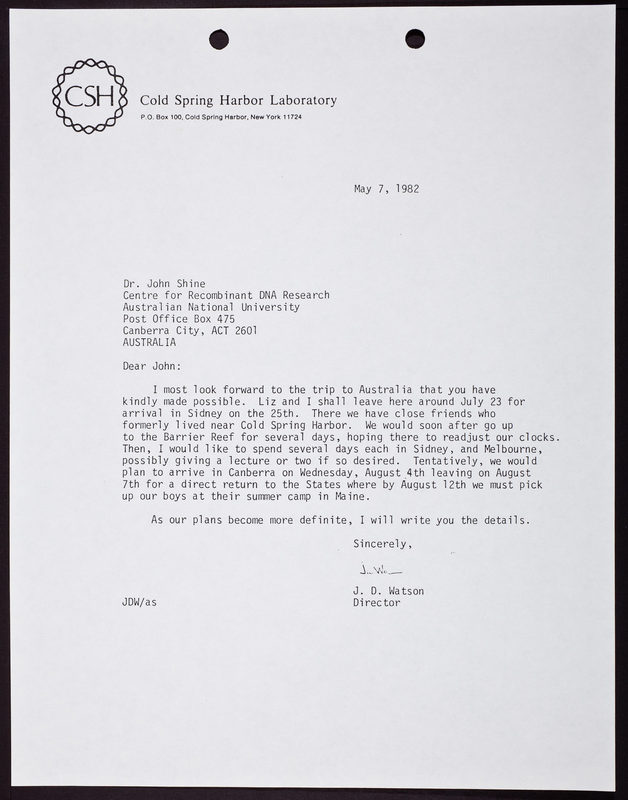 CSH
Cold Spring Harbor Laboratory
P.O. Box 100, Cold Spring Harbor, New York 11724
May 7, 1982
Dr. John Shine
Centre for Recombinant DNA Research
Australian National University
Post Office Box 475
Canberra City, ACT 2601
AUSTRALIA
Dear John:
I most look forward to the trip to Australia that you have
kindly made possible. Liz and I shall leave here around July 23 for
arrival in Sidney on the 25th. There we have close friends who
formerly lived near Cold Spring Harbor. We would soon after go up
to the Barrier Reef for several days, hoping there to readjust our clocks.
Then, I would like to spend several days each in Sidney, and Melbourne,
possibly giving a lecture or two if so desired. Tentatively, we would
plan to arrive in Canberra on Wednesday, August 4th leaving on August
7th for a direct return to the States where by August 12th we must pick
up our boys at their summer camp in Maine.
As our plans become more definite, I will write you the details.
Sincerely,
J. D. Watson
JDW/as Director